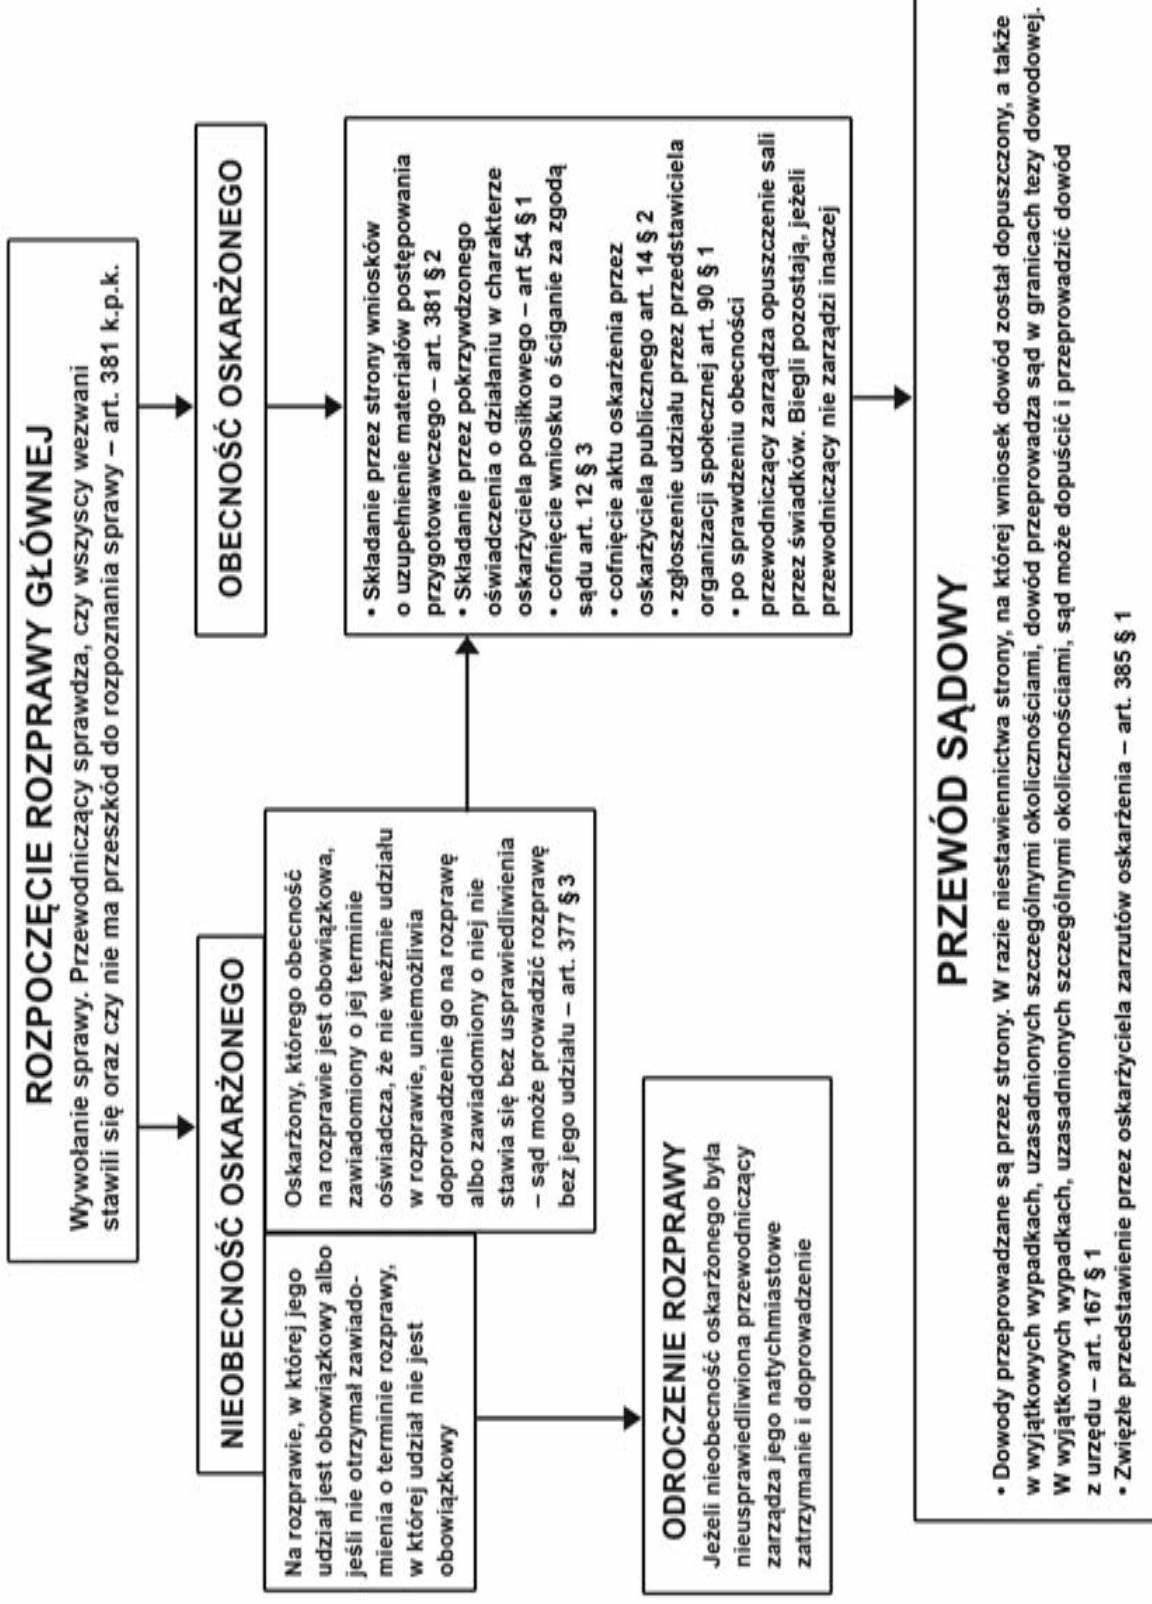 ROZPOCZĘCIE ROZPRAWY GŁÓWNEJ
Wywołanie sprawy. Przewodniczący sprawdza, czy wszyscy wezwani
stawili się oraz czy nie ma przeszkód do rozpoznania sprawy – art. 381 k.p.k.
NIEOBECNOŚĆ OSKARŻONEGO
Na rozprawie, w której jego
udział jest obowiązkowy albo
jeśli nie otrzymał zawiado-
mienia o terminie rozprawy,
w której udział nie jest
obowiązkowy
Oskarżony, którego obecność
na rozprawie jest obowiązkowa,
zawiadomiony o jej terminie
oświadcza, że nie weźmie udziału
w rozprawie, uniemożliwia
doprowadzenie go na rozprawę
albo zawiadomiony o niej nie
stawia się bez usprawiedliwienia
– sąd może prowadzić rozprawę
bez jego udziału – art. 377 § 3
ODROCZENIE ROZPRAWY
Jeżeli nieobecność oskarżonego była
nieusprawiedliwiona przewodniczący
zarządza jego natychmiastowe
zatrzymanie i doprowadzenie
OBECNOŚĆ OSKARŻONEGO
• Składanie przez strony wniosków
o uzupełnienie materiałów postępowania
przygotowawczego – art. 381 § 2
• Składanie przez pokrzywdzonego
oświadczenia o działaniu w charakterze
oskarżyciela posiłkowego – art 54 § 1
• cofnięcie wniosku o ściganie za zgodą
sądu art. 12 § 3
• cofnięcie aktu oskarżenia przez
oskarżyciela publicznego art. 14 § 2
• zgłoszenie udziału przez przedstawiciela
organizacji społecznej art. 90 § 1
• po sprawdzeniu obecności
przewodniczący zarządza opuszczenie sali
przez świadków. Biegli pozostają, jeżeli
przewodniczący nie zarządzi inaczej
PRZEWÓD SĄDOWY
• Dowody przeprowadzane są przez strony. W razie niestawiennictwa strony, na której wniosek dowód został dopuszczony, a także
w wyjątkowych wypadkach, uzasadnionych szczególnymi okolicznościami, dowód przeprowadza sąd w granicach tezy dowodowej.
W wyjątkowych wypadkach, uzasadnionych szczególnymi okolicznościami, sąd może dopuścić i przeprowadzić dowód
z urzędu – art. 167 § 1
• Zwięzłe przedstawienie przez oskarżyciela zarzutów oskarżenia – art. 385 § 1